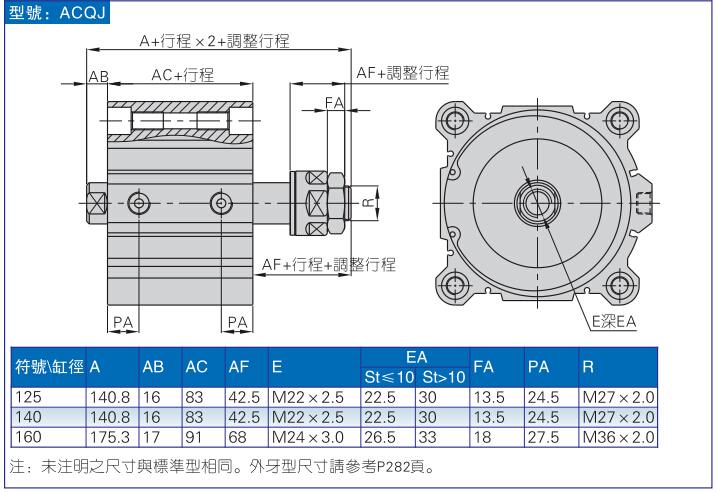 型號：ACQJ
A+行程×2+調整行程
AB
AC+行程
AF+調整行程
FA
R
AF+行程+調整行程
PA
PA
E深EA
符號\缸徑 A AB AC AF E EA FA PA R
St≤10 St>10
125 140.8 16 83 42.5 M22×2.5 22.5 30 13.5 24.5 M27×2.0
140 140.8 16 83 42.5 M22×2.5 22.5 30 13.5 24.5 M27×2.0
160 175.3 17 91 68 M24×3.0 26.5 33 18 27.5 M36×2.0
注：未注明之尺寸與標準型相同。外牙型尺寸請參考P282頁。